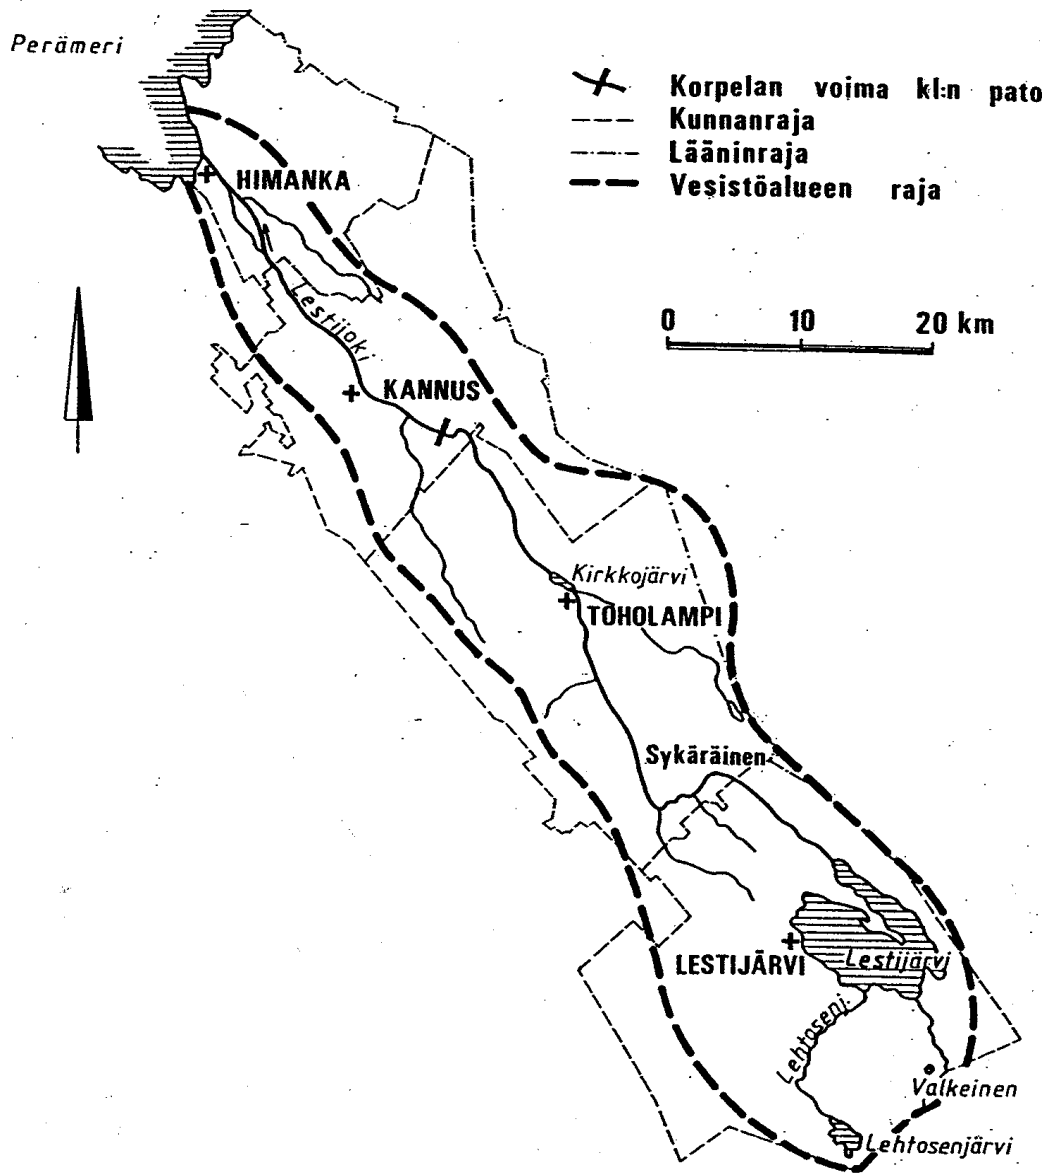 Perämeri
Korpelan voima kl:n pato
Kunnanraja
Lääninraja
Vesistöalueen raja
HIMANKA
0 10 20 km
Lestijoki
KANNUS
Kirkkojärvi
TOHOLAMPI
Sykäräinen
LESTIJÄRVI
Lestijärvi
Lehtosenj.
Valkeinen
Lehtosenjärvi